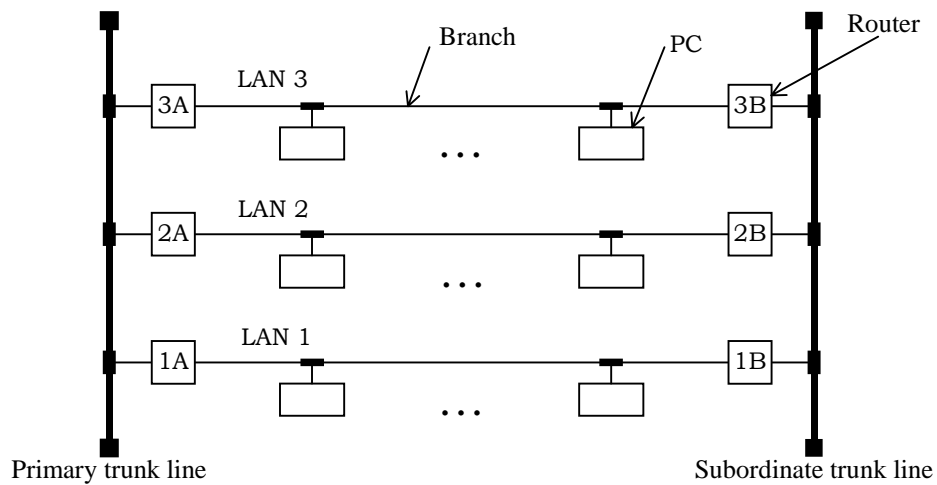 Router
Branch
PC
LAN 3
3A
3B
...
LAN 2
2A
2B
...
LAN 1
1A
1B
...
Primary trunk line
Subordinate trunk line